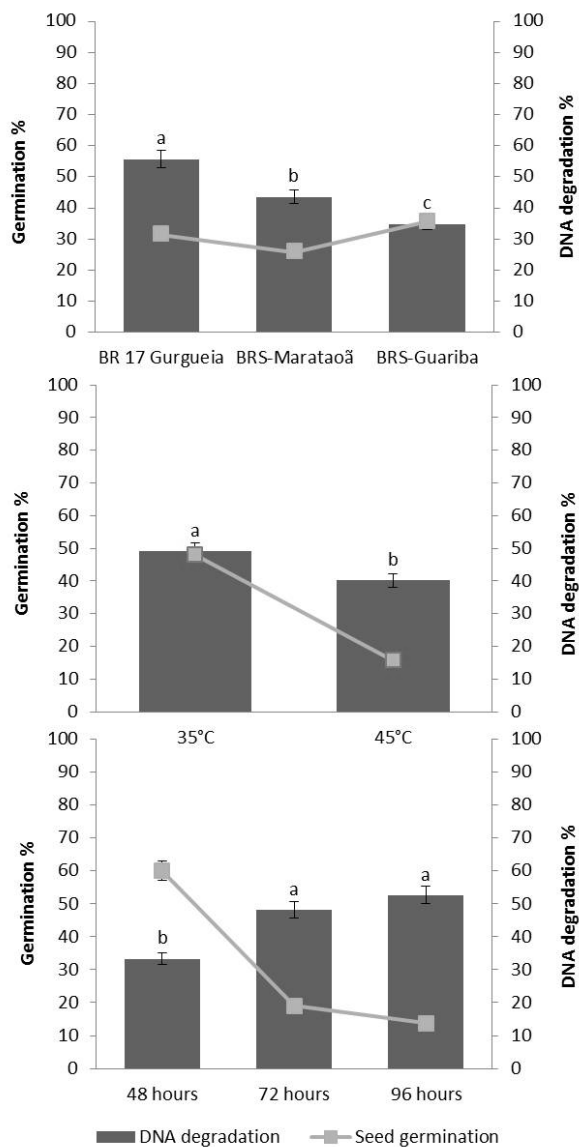 100 100
90 90
80 80
70 70
60 a 60
50 b 50
40 c 40
30 30
20 20
10 10
0 0
Germination %
DNA degradation %
BR 17 Gurgueia BRS-Marataoã BRS-Guariba
100 100
90 90
80 80
70 70
60 60
50 a 50
40 b 40
30 30
20 20
10 10
0 0
Germination %
DNA degradation %
35°C 45°C
100 100
90 90
80 80
70 70
60 60
50 a a 50
40 b 40
30 30
20 20
10 10
0 0
Germination %
DNA degradation %
48 hours 72 hours 96 hours
DNA degradation Seed germination